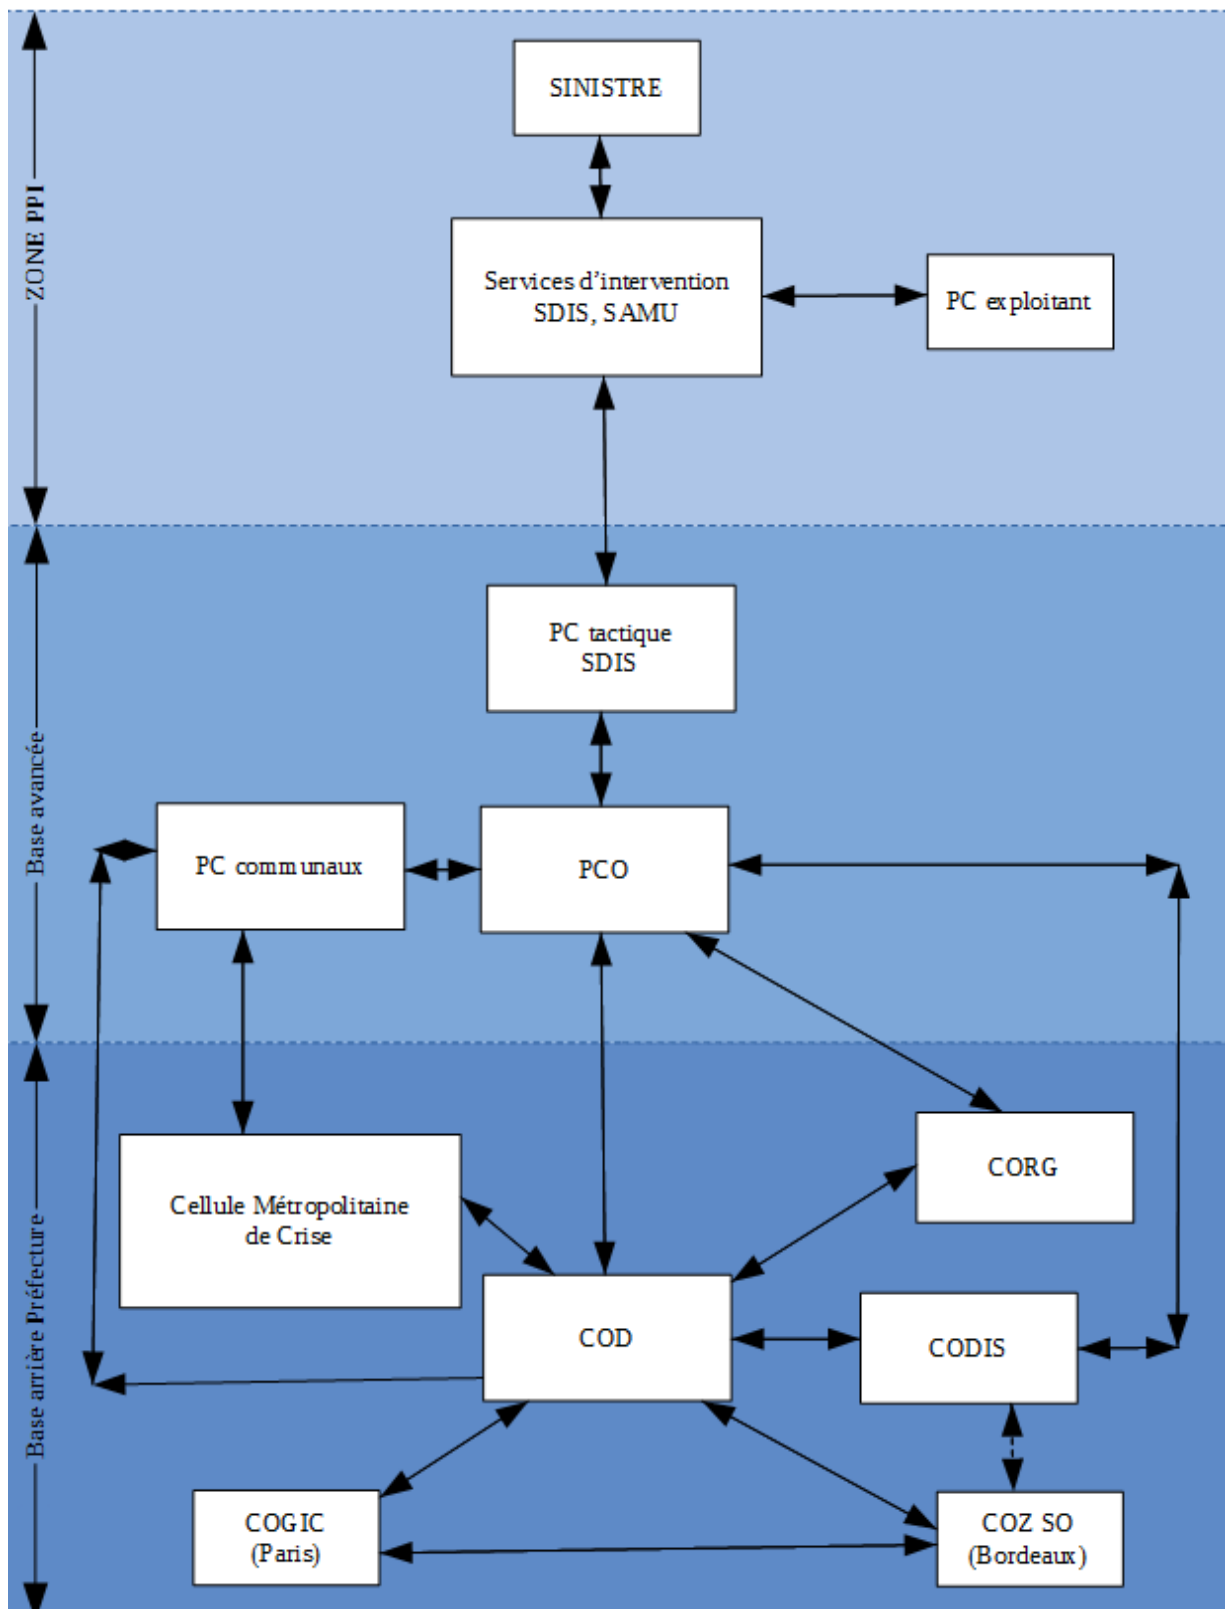 SINISTRE
ZONE PPI
Services d’intervention
SDIS, SAMU
PC exploitant
PC tactique
SDIS
Base avancée
PC communaux
PCO
CORG
Cellule Métropolitaine
de Crise
Base arrière Préfecture
COD
CODIS
COGIC
(Paris)
COZ SO
(Bordeaux)